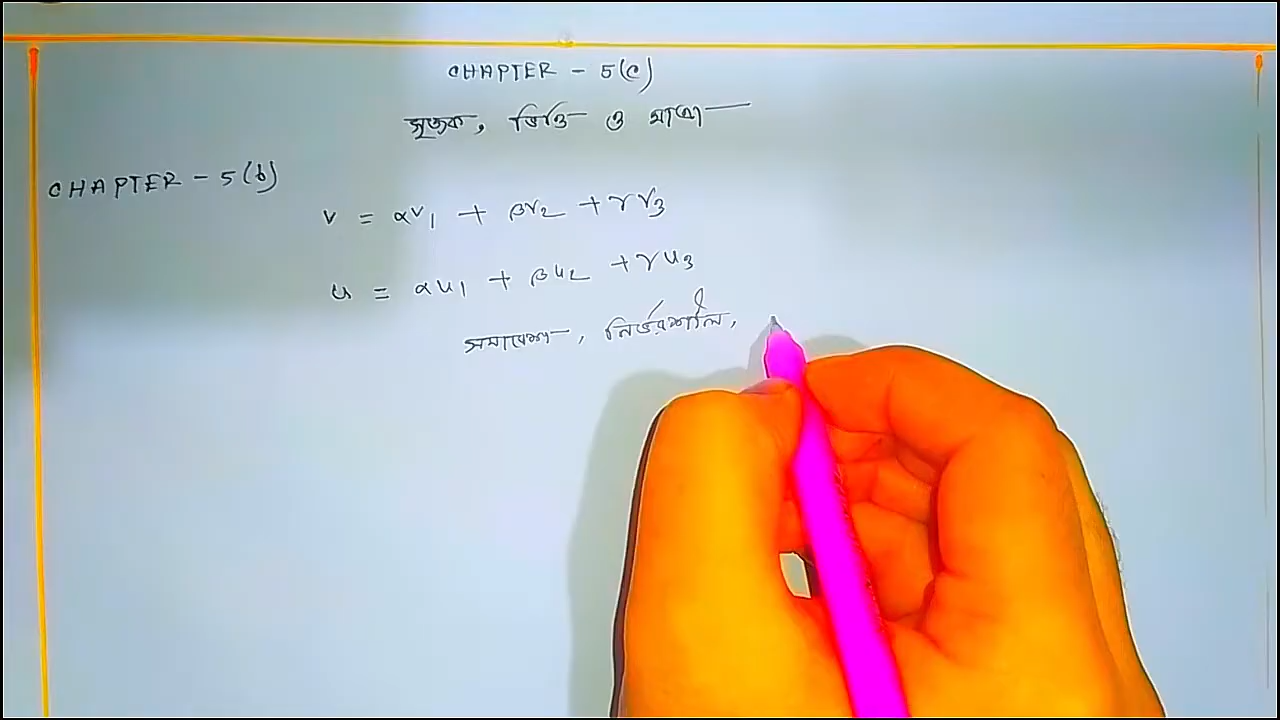 CHAPTER - 5(c)
সৃজক, ভিত্তি ও মাত্রা
CHAPTER - 5(b)
v = αv₁ + βv₂ + γv₃
u = αu₁ + βu₂ + γu₃
সমাবেশ, নির্ভরশীল,